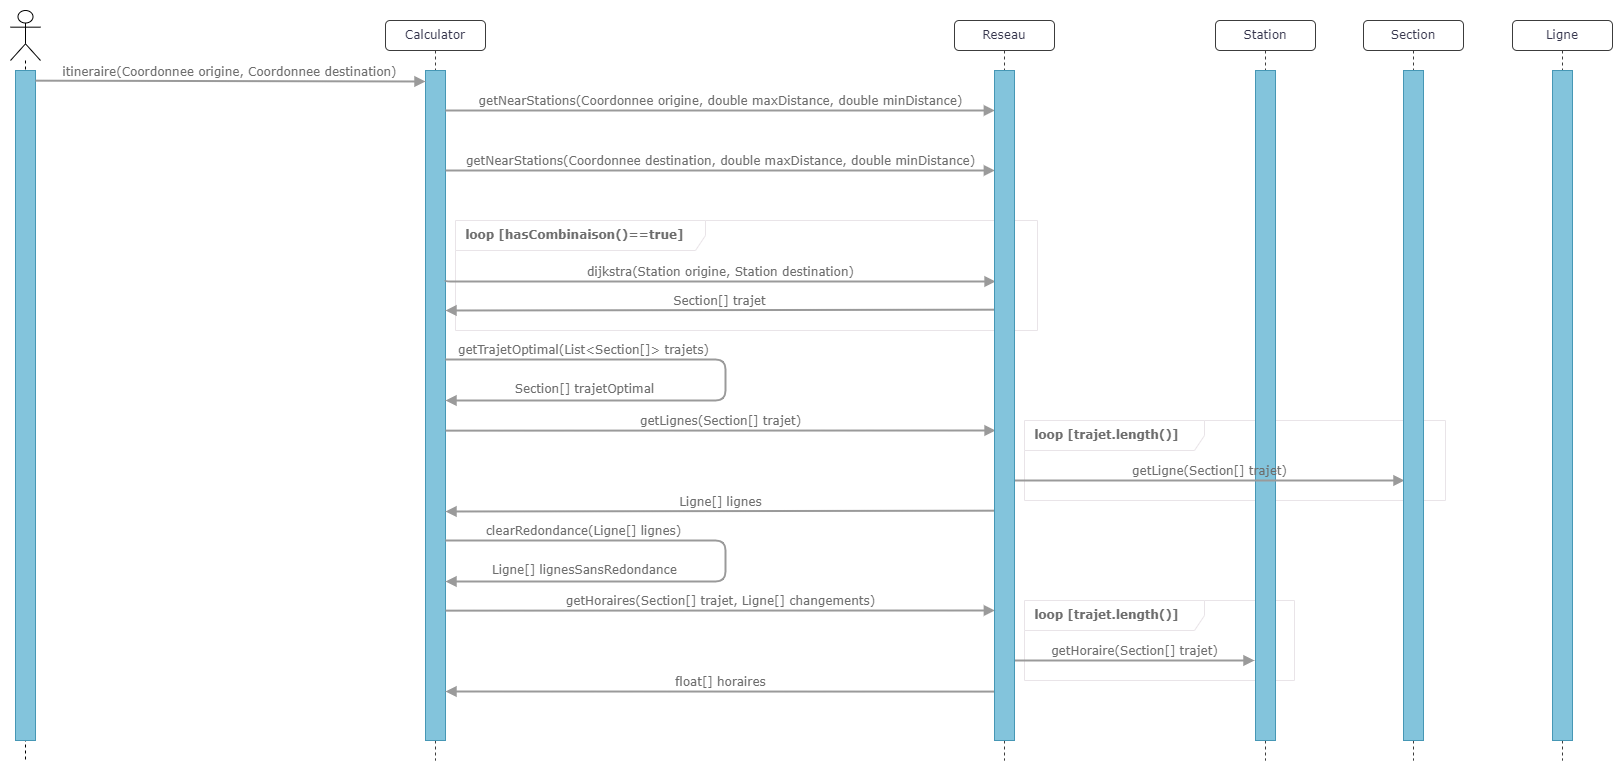 Calculator
Reseau
Station
Section
Ligne
itineraire(Coordonnee origine, Coordonnee destination)
getNearStations(Coordonnee origine, double maxDistance, double minDistance)
getNearStations(Coordonnee destination, double maxDistance, double minDistance)
loop [hasCombinaison()==true]
dijkstra(Station origine, Station destination)
Section[] trajet
getTrajetOptimal(List<Section[]> trajets)
Section[] trajetOptimal
getLignes(Section[] trajet)
loop [trajet.length()]
getLigne(Section[] trajet)
Ligne[] lignes
clearRedondance(Ligne[] lignes)
Ligne[] lignesSansRedondance
getHoraires(Section[] trajet, Ligne[] changements)
loop [trajet.length()]
getHoraire(Section[] trajet)
float[] horaires